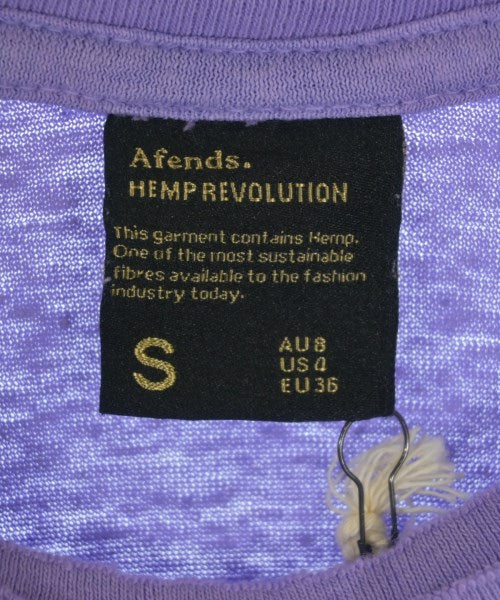 Afends.
HEMP REVOLUTION
This garment contains Hemp.
One of the most sustainable
fibres available to the fashion
industry today.
S
AU 8
US 4
EU 36